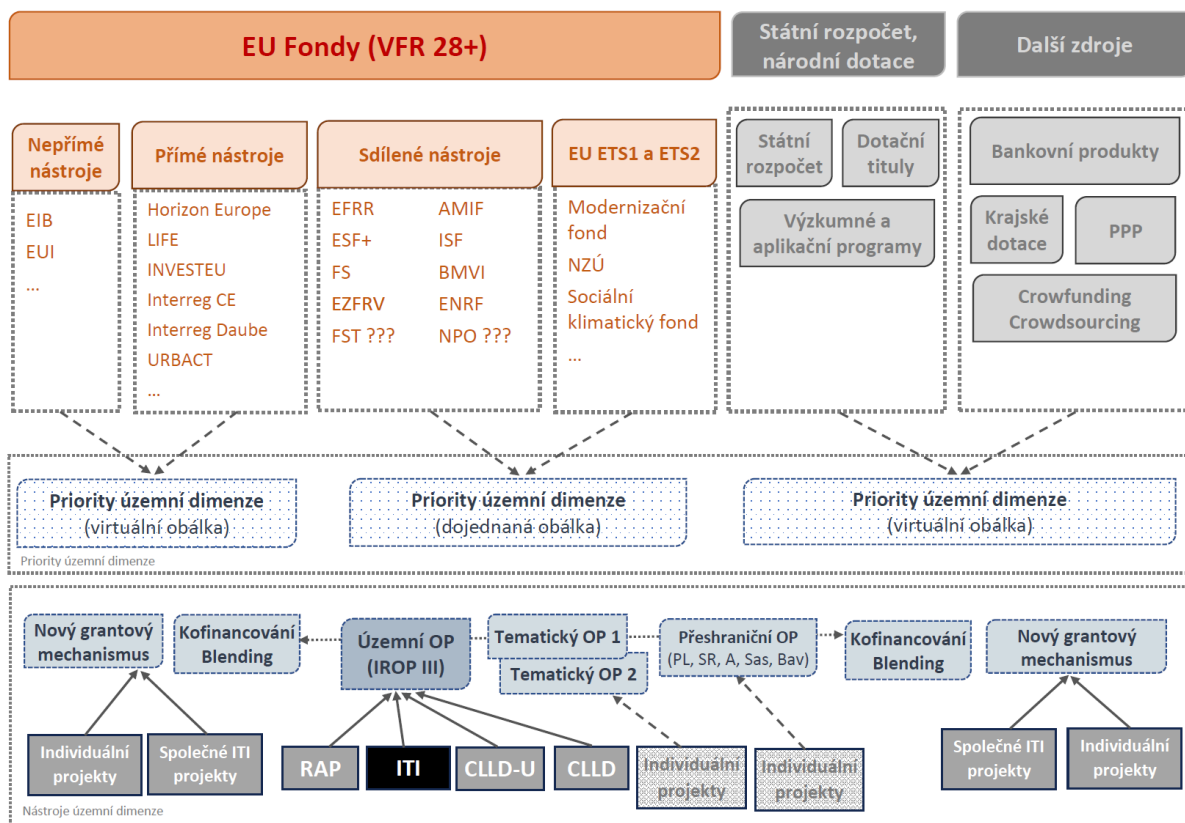 EU Fondy (VFR 28+)
Státní rozpočet,
národní dotace
Další zdroje
Nepřímé
nástroje
Přímé nástroje
Sdílené nástroje
EU ETS1 a ETS2
EIB
EUI
...
Horizon Europe
LIFE
INVESTEU
Interreg CE
Interreg Daube
URBACT
...
EFRR
ESF+
FS
EZFRV
FST ???
AMIF
ISF
BMVI
ENRF
NPO ???
Modernizační
fond
NZÚ
Sociální
klimatický fond
...
Státní
rozpočet
Dotační
tituly
Výzkumné a
aplikační programy
Bankovní produkty
Krajské
dotace
PPP
Crowfunding
Crowdsourcing
Priority územní dimenze
(virtuální obálka)
Priority územní dimenze
(dojednaná obálka)
Priority územní dimenze
(virtuální obálka)
Priority územní dimenze
Nový grantový
mechanismus
Kofinancování
Blending
Územní OP
(IROP III)
Tematický OP 1
Tematický OP 2
Přeshraniční OP
(PL, SR, A, Sas, Bav)
Kofinancování
Blending
Nový grantový
mechanismus
Individuální
projekty
Společné ITI
projekty
RAP
ITI
CLLD-U
CLLD
Individuální
projekty
Individuální
projekty
Společné ITI
projekty
Individuální
projekty
Nástroje územní dimenze